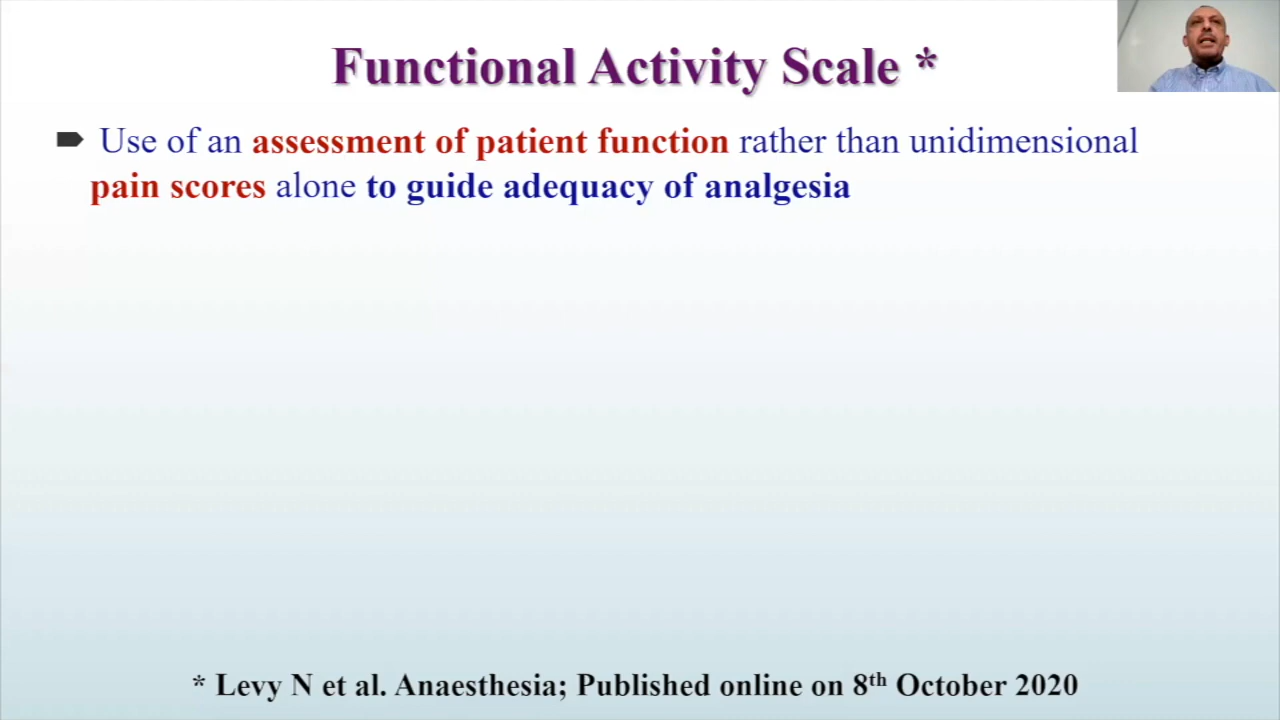 Functional Activity Scale *
Use of an assessment of patient function rather than unidimensional
pain scores alone to guide adequacy of analgesia
* Levy N et al. Anaesthesia; Published online on 8th October 2020